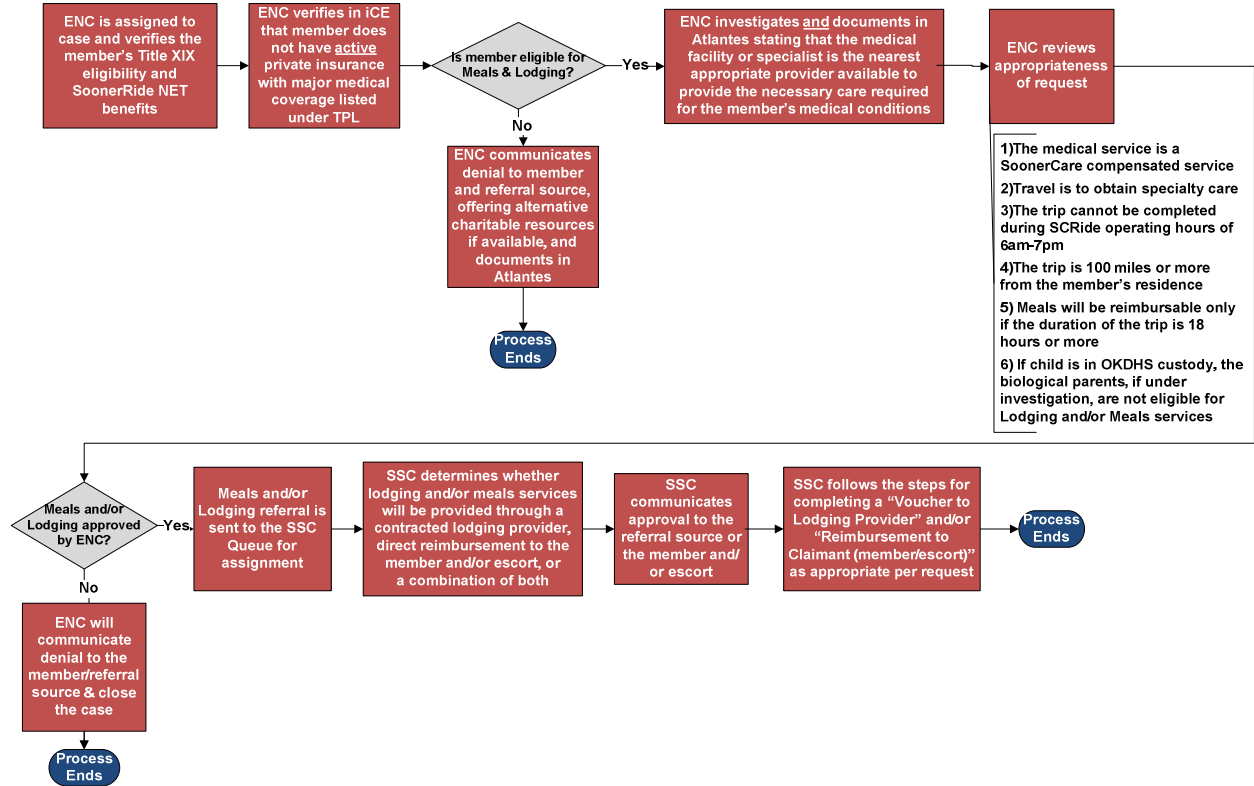 ENC is assigned to
case and verifies the
member's Title XIX
eligibility and
SoonerRide NET
benefits
ENC verifies in iCE
that member does
not have active
private insurance
with major medical
coverage listed
under TPL
Is member eligible for
Meals & Lodging?
Yes
ENC investigates and documents in
Atlantes stating that the medical
facility or specialist is the nearest
appropriate provider available to
provide the necessary care required
for the member's medical conditions
ENC reviews
appropriateness
of request
No
ENC communicates
denial to member
and referral source,
offering alternative
charitable resources
if available, and
documents in
Atlantes
Process
Ends
1)The medical service is a
SoonerCare compensated service
2)Travel is to obtain specialty care
3)The trip cannot be completed
during SCRide operating hours of
6am-7pm
4)The trip is 100 miles or more
from the member's residence
5) Meals will be reimbursable only
if the duration of the trip is 18
hours or more
6) If child is in OKDHS custody, the
biological parents, if under
investigation, are not eligible for
Lodging and/or Meals services
Meals and/or
Lodging approved
by ENC?
Yes
Meals and/or
Lodging referral is
sent to the SSC
Queue for
assignment
SSC determines whether
lodging and/or meals services
will be provided through a
contracted lodging provider,
direct reimbursement to the
member and/or escort, or
a combination of both
SSC
communicates
approval to the
referral source or
the member and/
or escort
SSC follows the steps for
completing a "Voucher to
Lodging Provider" and/or
"Reimbursement to
Claimant (member/escort)"
as appropriate per request
Process
Ends
No
ENC will
communicate
denial to the
member/referral
source & close
the case
Process
Ends